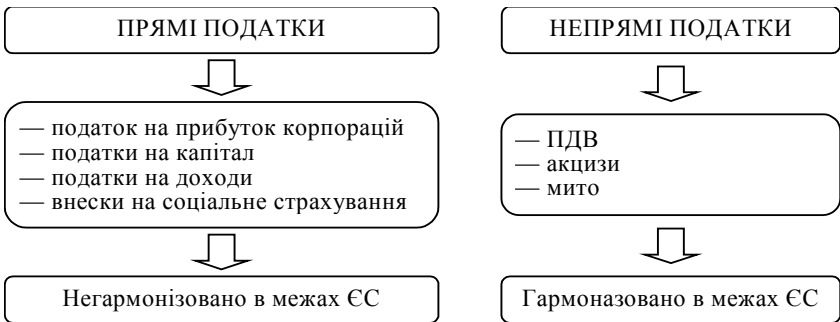 ПРЯМІ ПОДАТКИ
— податок на прибуток корпорацій
— податки на капітал
— податки на доходи
— внески на соціальне страхування
Негармонізовано в межах ЄС
НЕПРЯМІ ПОДАТКИ
— ПДВ
— акцизи
— мито
Гармоназовано в межах ЄС